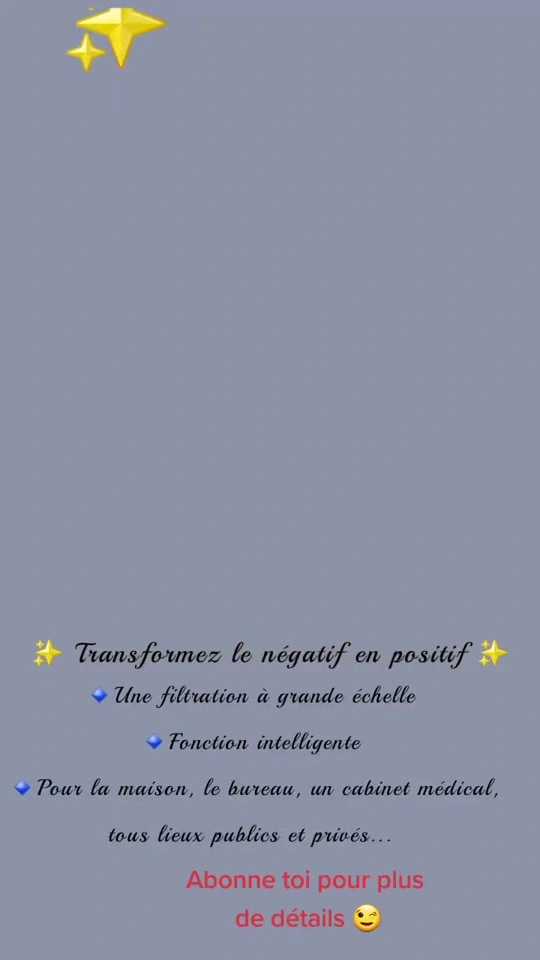 ✨ Transformez le négatif en positif ✨
🔹Une filtration à grande échelle
🔹Fonction intelligente
🔹Pour la maison, le bureau, un cabinet médical,
tous lieux publics et privés...
Abonne toi pour plus
de détails 😉